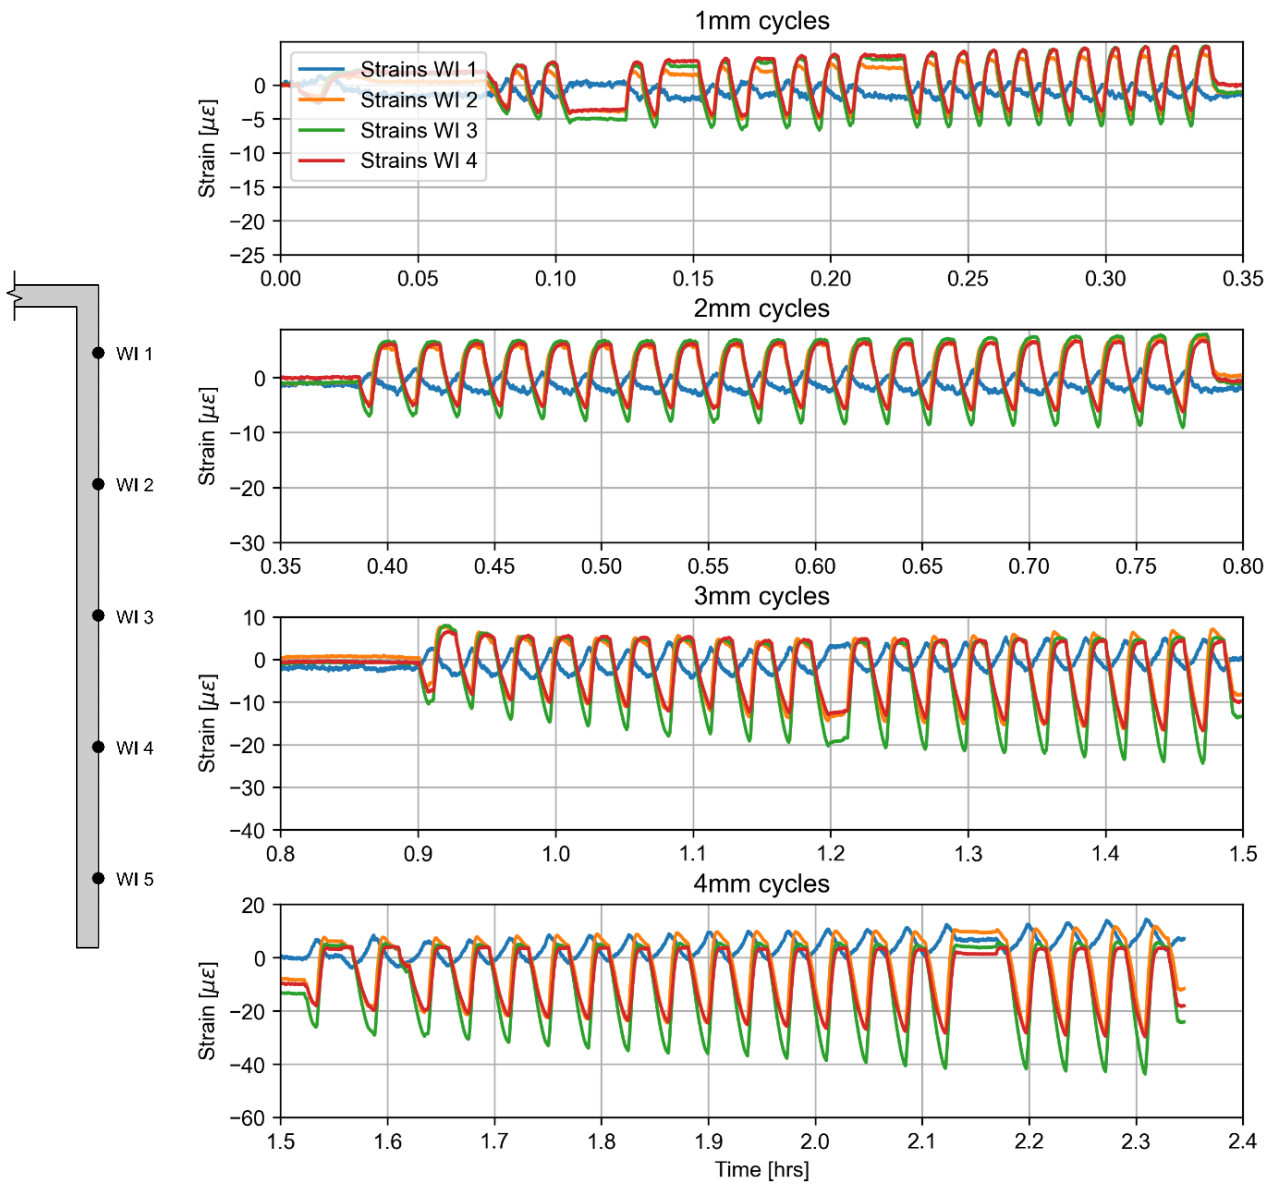 1mm cycles
Strain [με]
0
−5
−10
−15
−20
−25
Strains WI 1
Strains WI 2
Strains WI 3
Strains WI 4
0.00 0.05 0.10 0.15 0.20 0.25 0.30 0.35
2mm cycles
Strain [με]
0
−10
−20
−30
0.35 0.40 0.45 0.50 0.55 0.60 0.65 0.70 0.75 0.80
3mm cycles
Strain [με]
10
0
−10
−20
−30
−40
0.8 0.9 1.0 1.1 1.2 1.3 1.4 1.5
4mm cycles
Strain [με]
20
0
−20
−40
−60
1.5 1.6 1.7 1.8 1.9 2.0 2.1 2.2 2.3 2.4
Time [hrs]
WI 1
WI 2
WI 3
WI 4
WI 5